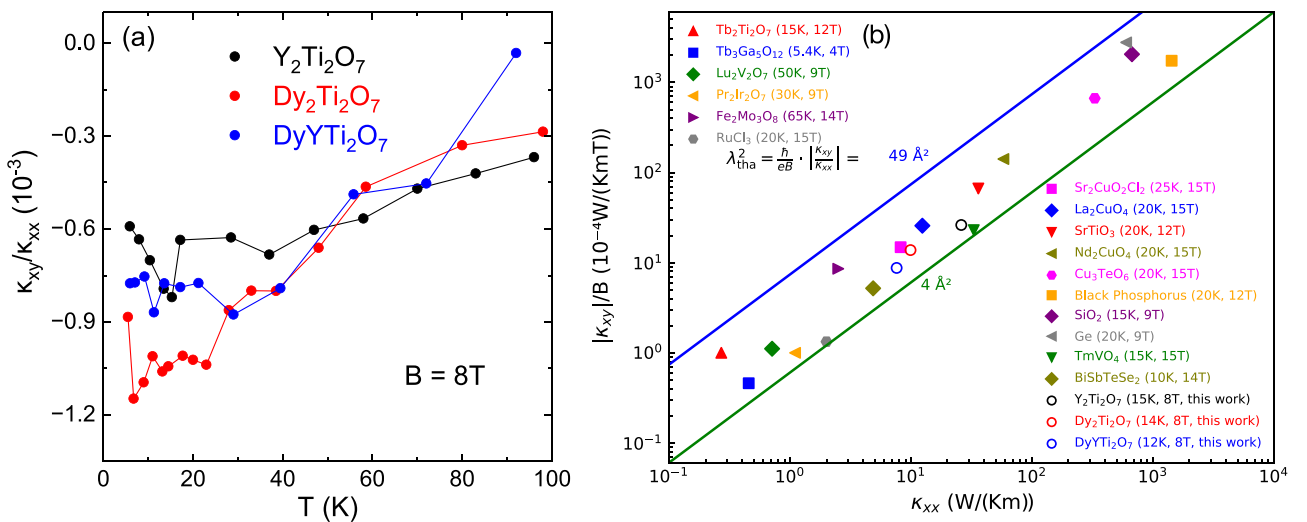 (a)
Y₂Ti₂O₇
Dy₂Ti₂O₇
DyYTi₂O₇
B = 8T
0.0
-0.3
-0.6
-0.9
-1.2
κxy/κxx (10⁻³)
0 20 40 60 80 100
T (K)
(b)
Tb₂Ti₂O₇ (15K, 12T)
Tb₃Ga₅O₁₂ (5.4K, 4T)
Lu₂V₂O₇ (50K, 9T)
Pr₂Ir₂O₇ (30K, 9T)
Fe₂Mo₃O₈ (65K, 14T)
RuCl₃ (20K, 15T)
λ²tha = ħ/eB · |κxy/κxx| =
49 Å²
4 Å²
Sr₂CuO₂Cl₂ (25K, 15T)
La₂CuO₄ (20K, 15T)
SrTiO₃ (20K, 12T)
Nd₂CuO₄ (20K, 15T)
Cu₃TeO₆ (20K, 15T)
Black Phosphorus (20K, 12T)
SiO₂ (15K, 9T)
Ge (20K, 9T)
TmVO₄ (15K, 15T)
BiSbTeSe₂ (10K, 14T)
Y₂Ti₂O₇ (15K, 8T, this work)
Dy₂Ti₂O₇ (14K, 8T, this work)
DyYTi₂O₇ (12K, 8T, this work)
10³
10²
10¹
10⁰
10⁻¹
|κxy|/B (10⁻⁴W/(KmT))
10⁻¹ 10⁰ 10¹ 10² 10³ 10⁴
κxx (W/(Km))